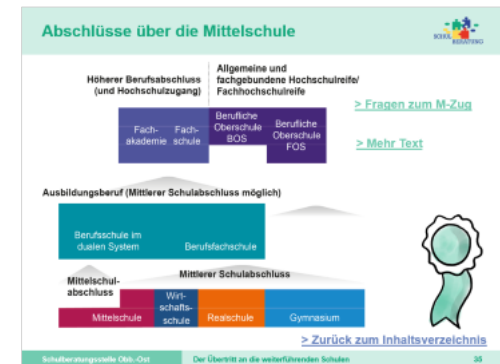 Abschlüsse über die Mittelschule
SCHUL
BERATUNG
Höherer Berufsabschluss
(und Hochschulzugang)
Allgemeine und
fachgebundene Hochschulreife/
Fachhochschulreife
Fach-
akademie
Fach-
schule
Berufliche
Oberschule
BOS
Berufliche
Oberschule
FOS
> Fragen zum M-Zug
> Mehr Text
Ausbildungsberuf (Mittlerer Schulabschluss möglich)
Berufsschule im
dualen System
Berufsfachschule
Mittelschul-
abschluss
Mittlerer Schulabschluss
Mittelschule
Wirt-
schafts-
schule
Realschule
Gymnasium
> Zurück zum Inhaltsverzeichnis
Schulberatungsstelle Obb.-Ost
Der Übertritt an die weiterführenden Schulen